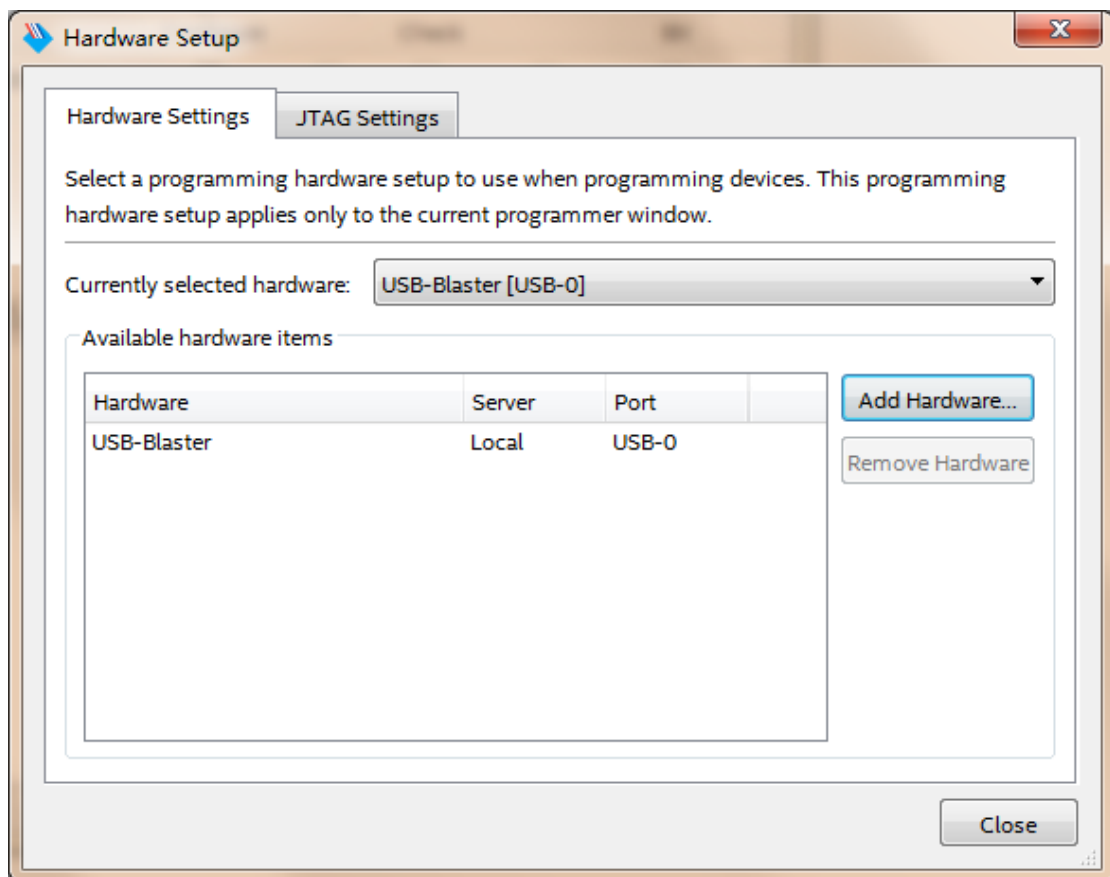 Hardware Setup
Hardware Settings
JTAG Settings
Select a programming hardware setup to use when programming devices. This programming
hardware setup applies only to the current programmer window.
Currently selected hardware: USB-Blaster [USB-0]
Available hardware items
Hardware Server Port
USB-Blaster Local USB-0
Add Hardware...
Remove Hardware
Close